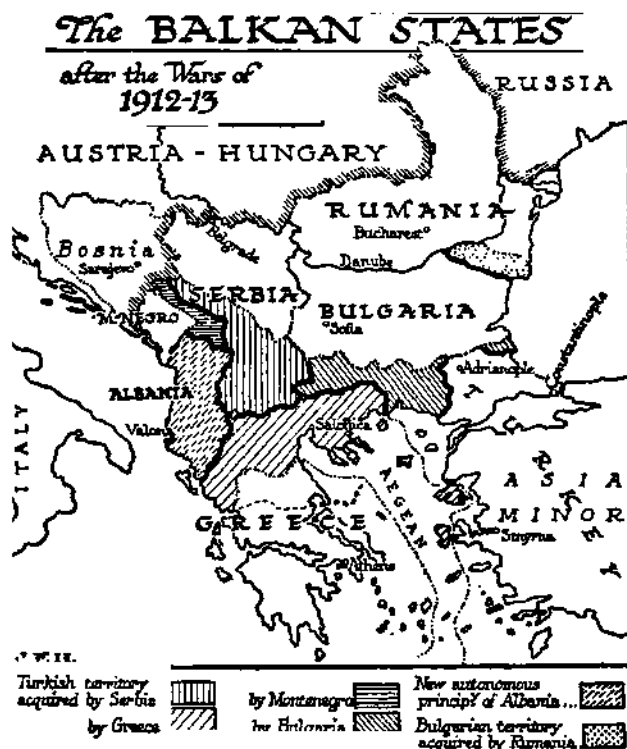 The BALKAN STATES
after the Wars of
1912-13
RUSSIA
AUSTRIA - HUNGARY
RUMANIA
Bucharest
Bosnia
Sarajevo
Belgrade
Danube
SERBIA
BULGARIA
Sofia
M.NEGRO
Constantinople
Adrianople
ALBANIA
Valona
Salonica
ITALY
AEGEAN
ASIA
MINOR
GREECE
Smyrna
Athens
Turkish territory
acquired by Serbia
by Greece
by Montenegro
by Bulgaria
New autonomous
princip? of Albania ...
Bulgarian territory
acquired by Rumania